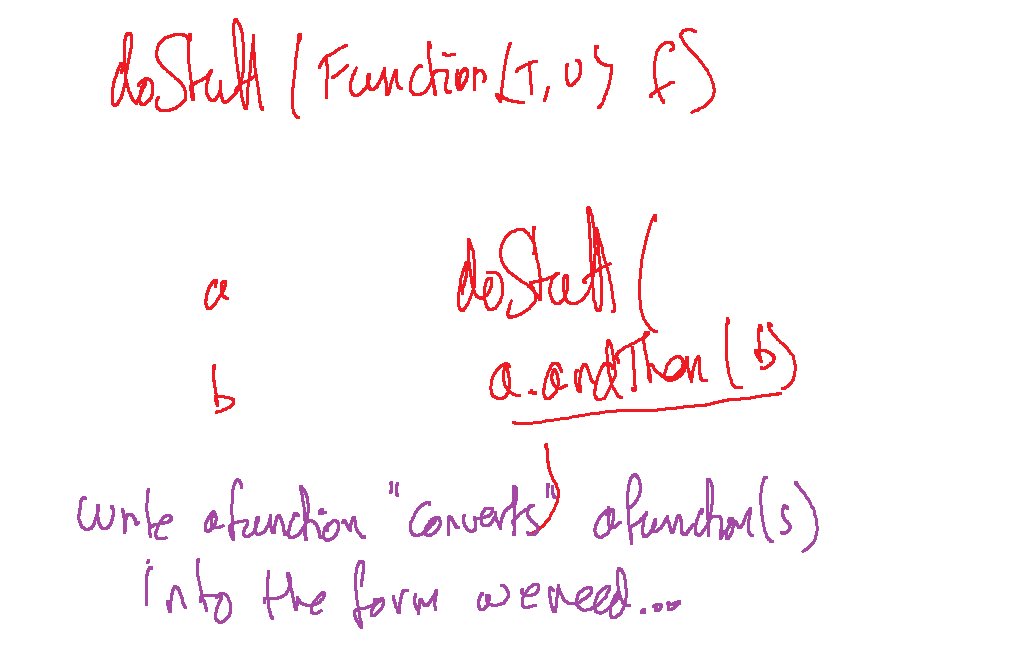 doStuff(Function<T,U> f)
a doStuff(
b a.andThen(b)
)
write a function "converts" a function(s)
into the form we need...